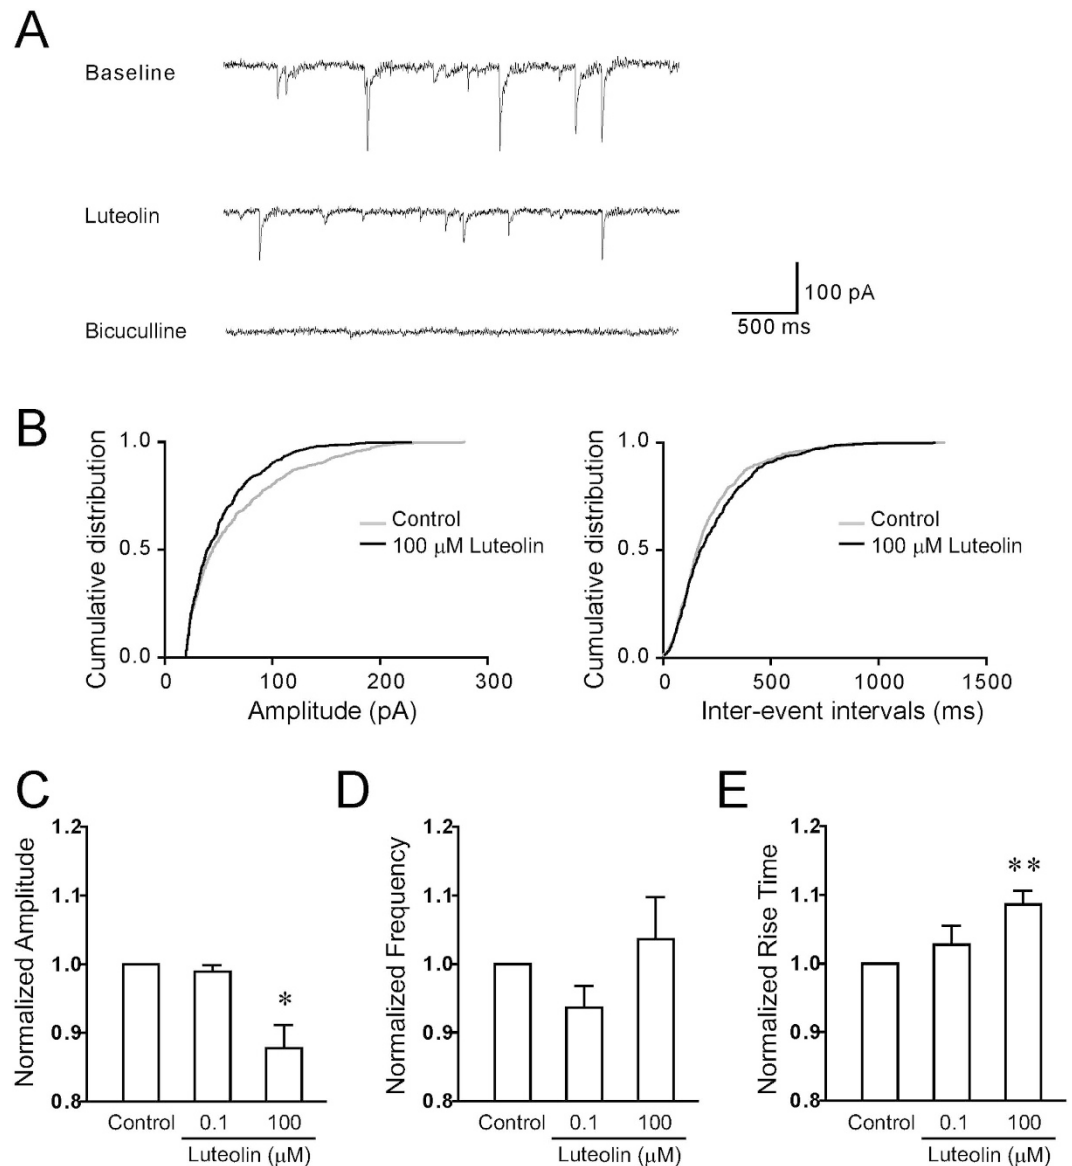 A
Baseline
Luteolin
Bicuculline
100 pA
500 ms
B
Cumulative distribution
1.0
0.5
0.0
0 100 200 300
Amplitude (pA)
Control
100 μM Luteolin
Cumulative distribution
1.0
0.5
0.0
0 500 1000 1500
Inter-event intervals (ms)
Control
100 μM Luteolin
C
Normalized Amplitude
1.2
1.1
1.0
0.9
0.8
*
Control 0.1 100
Luteolin (μM)
D
Normalized Frequency
1.2
1.1
1.0
0.9
0.8
Control 0.1 100
Luteolin (μM)
E
Normalized Rise Time
1.2
1.1
1.0
0.9
0.8
**
Control 0.1 100
Luteolin (μM)